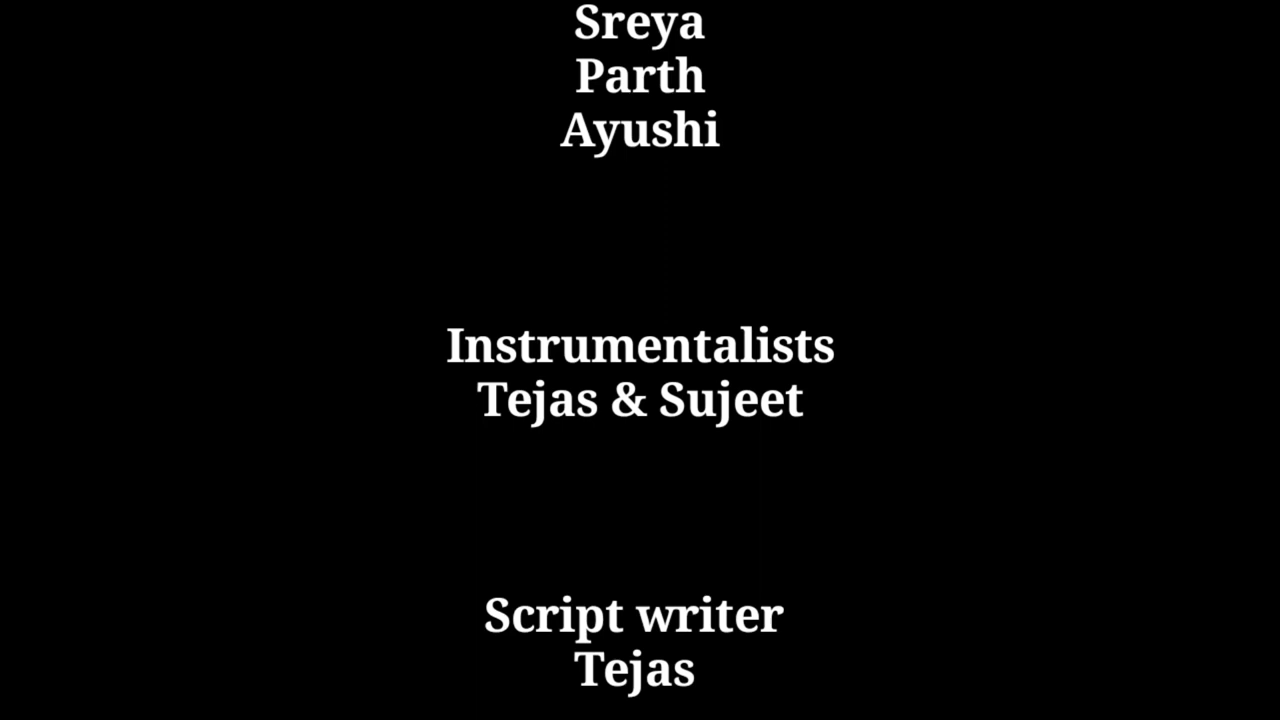 Sreya
Parth
Ayushi
Instrumentalists
Tejas & Sujeet
Script writer
Tejas